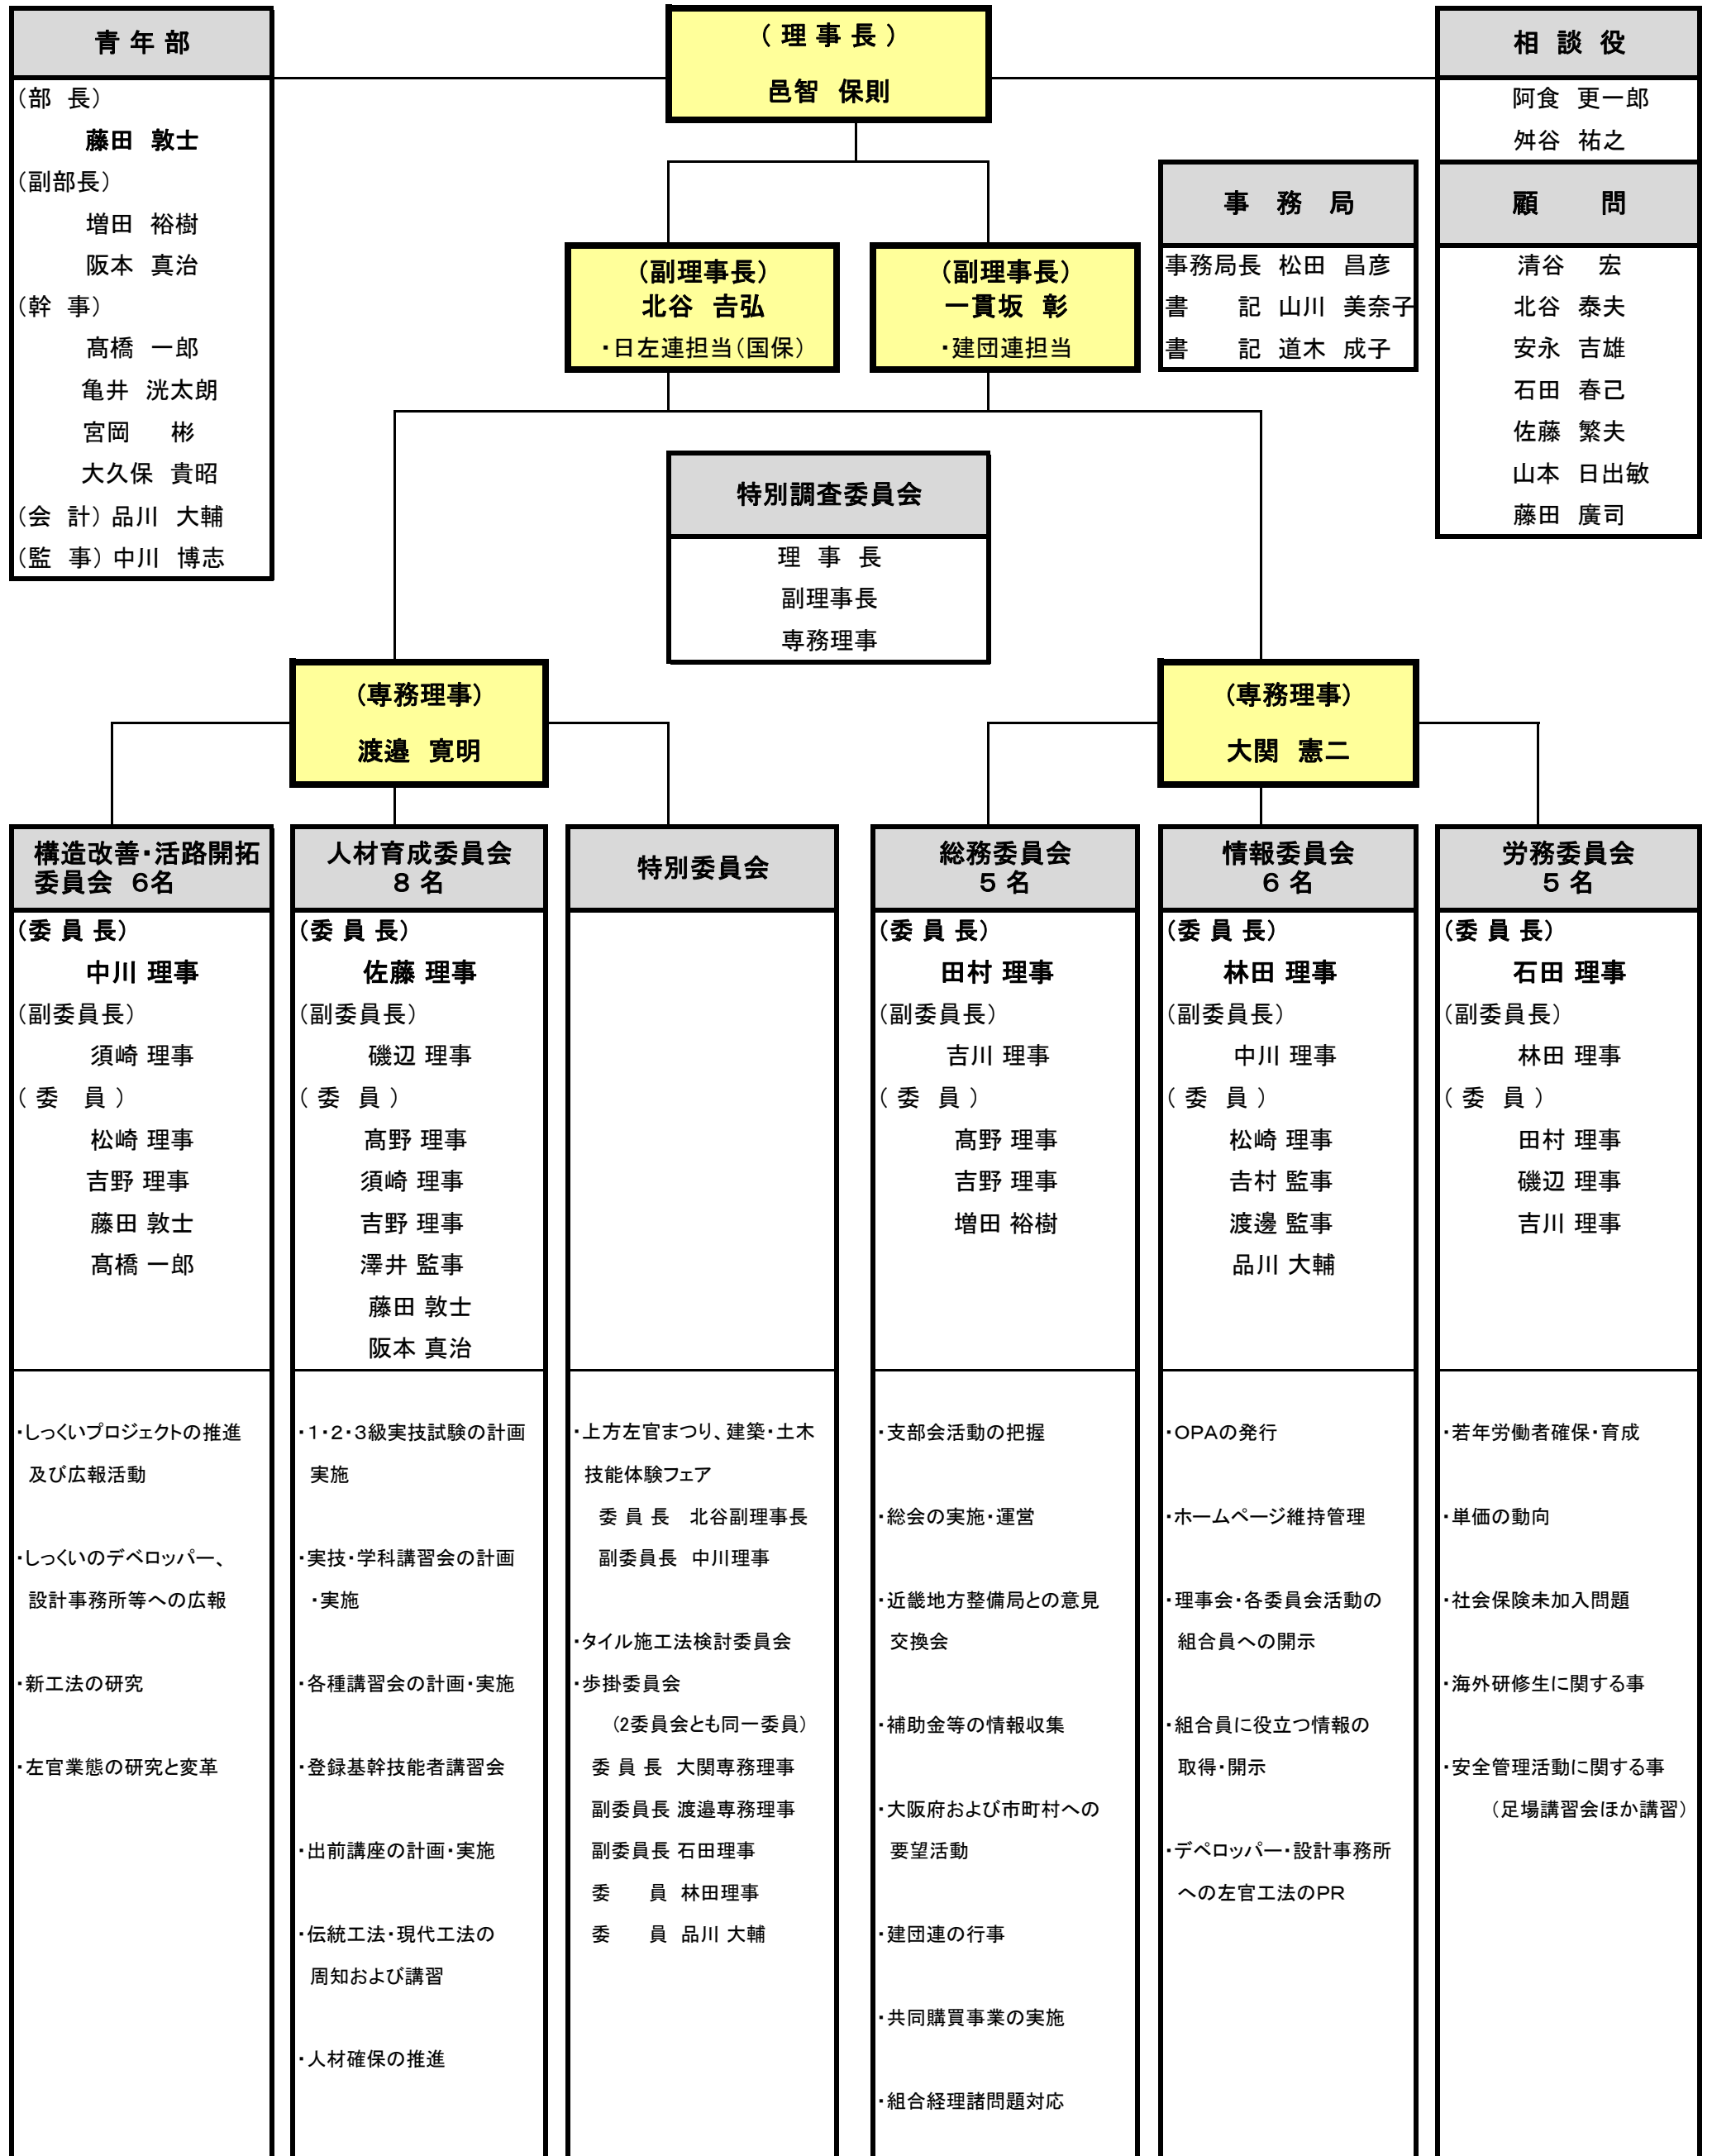 青 年 部
(部 長)
藤田 敦士
(副部長)
増田 裕樹
阪本 真治
(幹 事)
髙橋 一郎
亀井 洸太朗
宮岡 彬
大久保 貴昭
(会 計) 品川 大輔
(監 事) 中川 博志
( 理 事 長 )
邑智 保則
相 談 役
阿食 更一郎
舛谷 祐之
顧 問
清谷 宏
北谷 泰夫
安永 吉雄
石田 春己
佐藤 繁夫
山本 日出敏
藤田 廣司
事 務 局
事務局長 松田 昌彦
書 記 山川 美奈子
書 記 道木 成子
(副理事長)
北谷 𠮷弘
・日左連担当(国保)
(副理事長)
一貫坂 彰
・建団連担当
特別調査委員会
理 事 長
副理事長
専務理事
(専務理事)
渡邉 寛明
(専務理事)
大関 憲二
構造改善・活路開拓
委員会 6名
(委 員 長)
中川 理事
(副委員長)
須崎 理事
( 委 員 )
松崎 理事
吉野 理事
藤田 敦士
髙橋 一郎
・しっくいプロジェクトの推進
及び広報活動
・しっくいのデベロッパー、
設計事務所等への広報
・新工法の研究
・左官業態の研究と変革
人材育成委員会
8 名
(委 員 長)
佐藤 理事
(副委員長)
磯辺 理事
( 委 員 )
髙野 理事
須崎 理事
吉野 理事
澤井 監事
藤田 敦士
阪本 真治
・1・2・3級実技試験の計画
実施
・実技・学科講習会の計画
・実施
・各種講習会の計画・実施
・登録基幹技能者講習会
・出前講座の計画・実施
・伝統工法・現代工法の
周知および講習
・人材確保の推進
特別委員会
・上方左官まつり、建築・土木
技能体験フェア
委 員 長 北谷副理事長
副委員長 中川理事
・タイル施工法検討委員会
・歩掛委員会
(2委員会とも同一委員)
委 員 長 大関専務理事
副委員長 渡邉専務理事
副委員長 石田理事
委 員 林田理事
委 員 品川 大輔
総務委員会
5 名
(委 員 長)
田村 理事
(副委員長)
吉川 理事
( 委 員 )
髙野 理事
吉野 理事
増田 裕樹
・支部会活動の把握
・総会の実施・運営
・近畿地方整備局との意見
交換会
・補助金等の情報収集
・大阪府および市町村への
要望活動
・建団連の行事
・共同購買事業の実施
・組合経理諸問題対応
情報委員会
6 名
(委 員 長)
林田 理事
(副委員長)
中川 理事
( 委 員 )
松崎 理事
𠮷村 監事
渡邊 監事
品川 大輔
・OPAの発行
・ホームページ維持管理
・理事会・各委員会活動の
組合員への開示
・組合員に役立つ情報の
取得・開示
・デベロッパー・設計事務所
への左官工法のPR
労務委員会
5 名
(委 員 長)
石田 理事
(副委員長)
林田 理事
( 委 員 )
田村 理事
磯辺 理事
吉川 理事
・若年労働者確保・育成
・単価の動向
・社会保険未加入問題
・海外研修生に関する事
・安全管理活動に関する事
(足場講習会ほか講習)